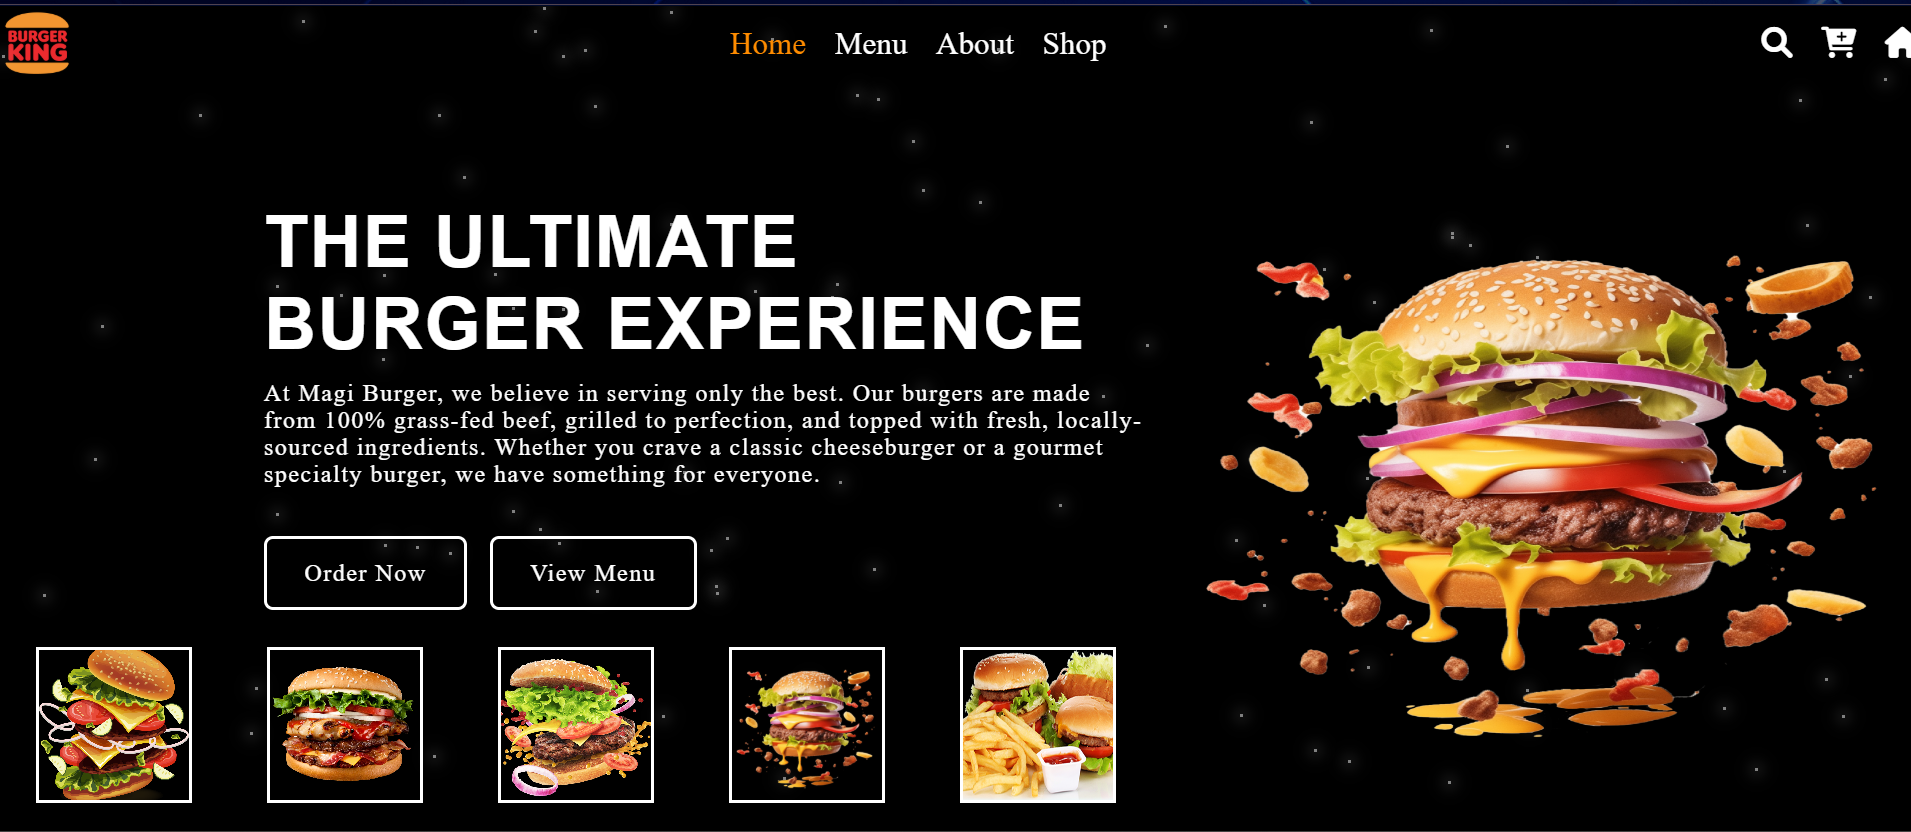 BURGER
KING
Home Menu About Shop
THE ULTIMATE
BURGER EXPERIENCE
At Magi Burger, we believe in serving only the best. Our burgers are made
from 100% grass-fed beef, grilled to perfection, and topped with fresh, locally-
sourced ingredients. Whether you crave a classic cheeseburger or a gourmet
specialty burger, we have something for everyone.
Order Now View Menu